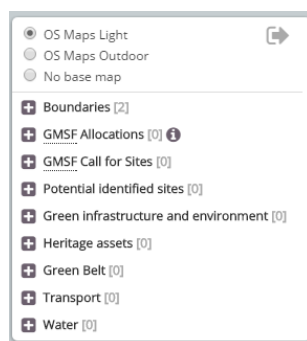 OS Maps Light
OS Maps Outdoor
No base map
Boundaries [2]
GMSF Allocations [0]
GMSF Call for Sites [0]
Potential identified sites [0]
Green infrastructure and environment [0]
Heritage assets [0]
Green Belt [0]
Transport [0]
Water [0]